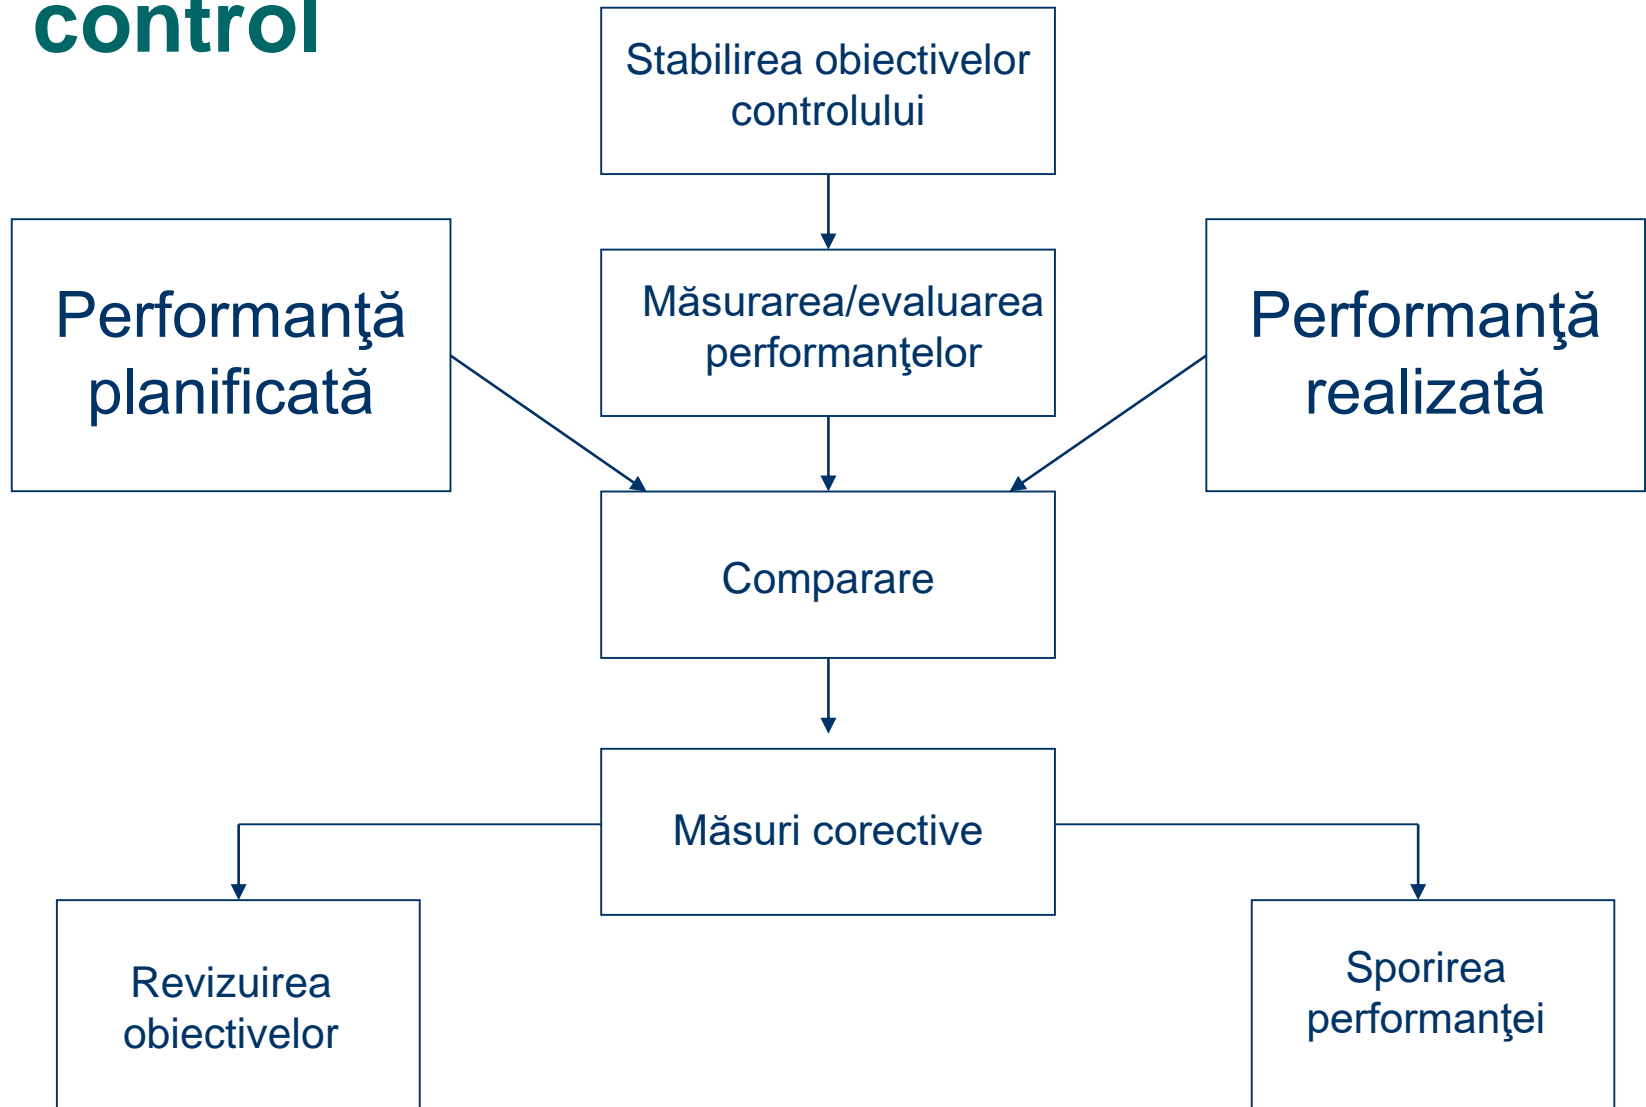 control
Stabilirea obiectivelor
controlului
Performanţă
planificată
Măsurarea/evaluarea
performanţelor
Performanţă
realizată
Comparare
Măsuri corective
Revizuirea
obiectivelor
Sporirea
performanţei